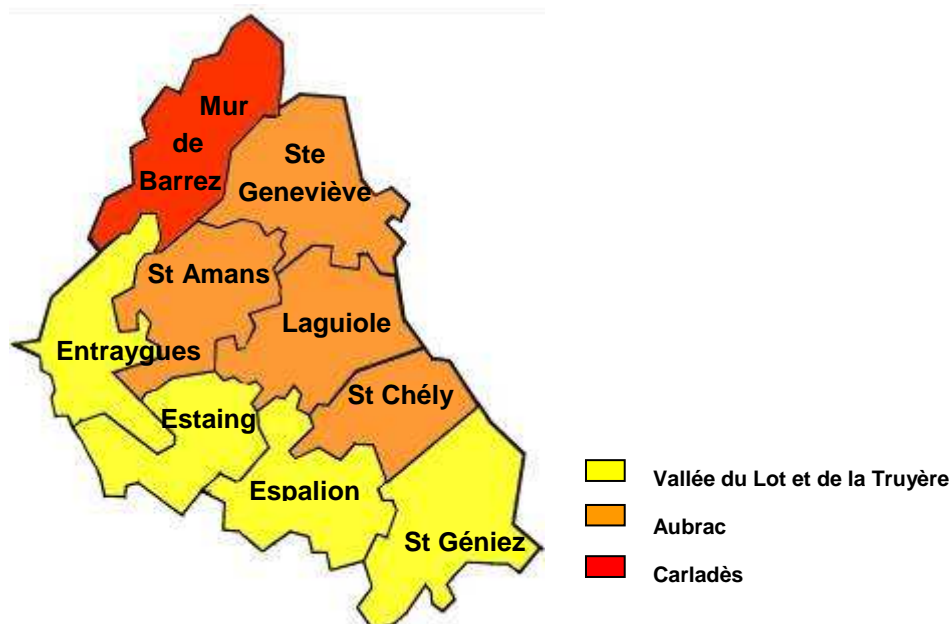 Mur
de
Barrez
Ste
Geneviève
St Amans
Laguiole
Entraygues
St Chély
Estaing
Espalion
St Géniez
Vallée du Lot et de la Truyère
Aubrac
Carladès